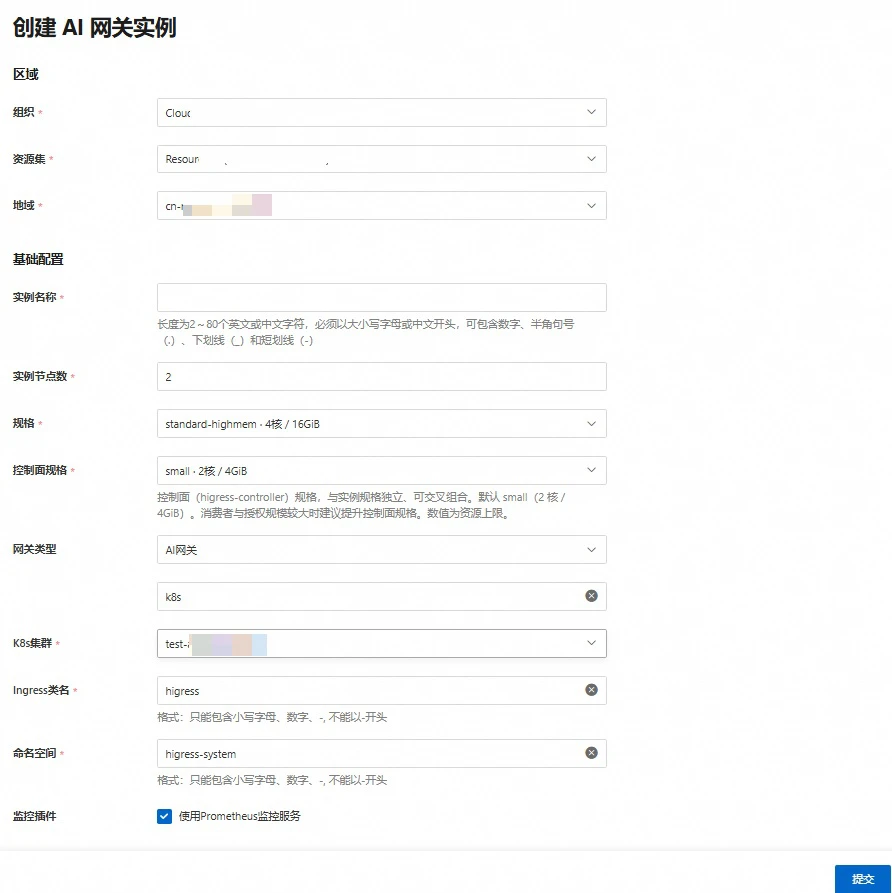 创建 AI 网关实例
区域
组织 *
Cloud
资源集 *
地域 *
基础配置
实例名称 *
长度为2～80个英文或中文字符，必须以大小写字母或中文开头，可包含数字、半角句号
（.）、下划线（_）和短划线（-）
实例节点数 *
2
规格 *
standard-highmem · 4核 / 16GiB
控制面规格 *
small · 2核 / 4GiB
控制面（higress-controller）规格，与实例规格独立、可交叉组合。默认 small（2 核 /
4GiB）。消费者与授权规模较大时建议提升控制面规格。数值为资源上限。
网关类型
AI网关
k8s
K8s集群 *
Ingress类名 *
higress
格式：只能包含小写字母、数字、-, 不能以-开头
命名空间 *
higress-system
格式：只能包含小写字母、数字、-, 不能以-开头
监控插件
使用Prometheus监控服务
提交